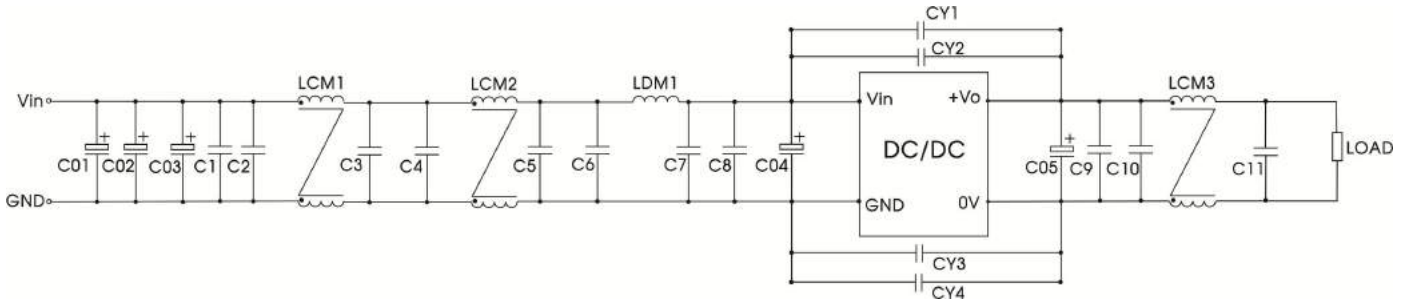 CY1
CY2
LCM1
LCM2
LDM1
LCM3
Vin
Vin
+Vo
C01
C02
C03
C1
C2
C3
C4
C5
C6
C7
C8
C04
DC/DC
C05
C9
C10
C11
LOAD
+
+
+
+
+
GND
GND
0V
CY3
CY4